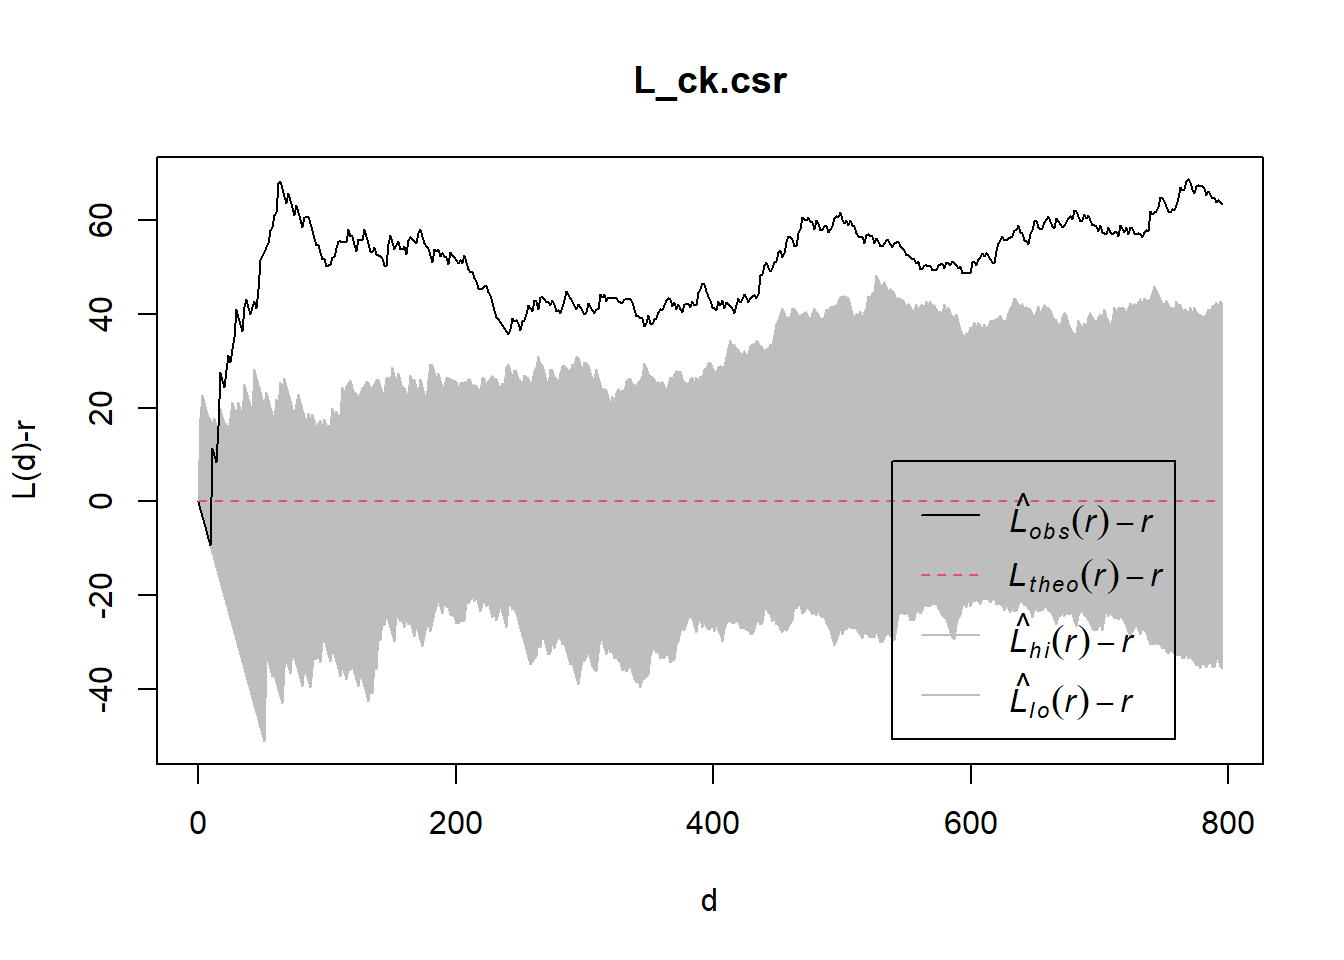 L_ck.csr
L(d)-r
60
40
20
0
-20
-40
L̂obs(r) − r
Ltheo(r) − r
L̂hi(r) − r
L̂lo(r) − r
0 200 400 600 800
d